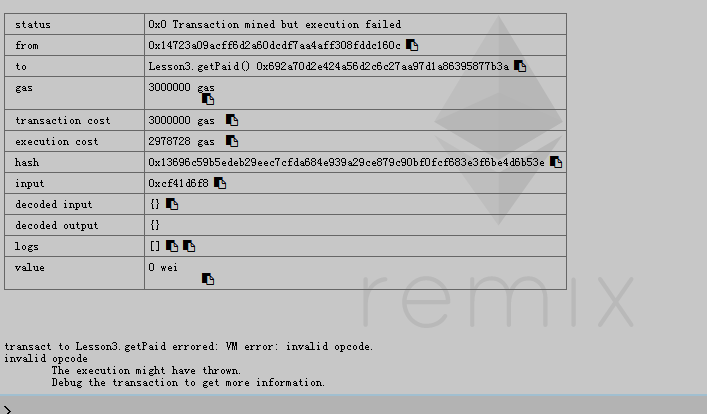 status 0x0 Transaction mined but execution failed
from 0x14723a09acff6d2a60dcdf7aa4aff308fddc160c
to Lesson3.getPaid() 0x692a70d2e424a56d2c6c27aa97d1a86395877b3a
gas 3000000 gas
transaction cost 3000000 gas
execution cost 2978728 gas
hash 0x13696c59b5edeb29eec7cfda684e939a29ce879c90bf0fcf683e3f6be4d6b53e
input 0xcf41d6f8
decoded input {}
decoded output {}
logs []
value 0 wei
remix
transact to Lesson3.getPaid errored: VM error: invalid opcode.
invalid opcode
The execution might have thrown.
Debug the transaction to get more information.
>